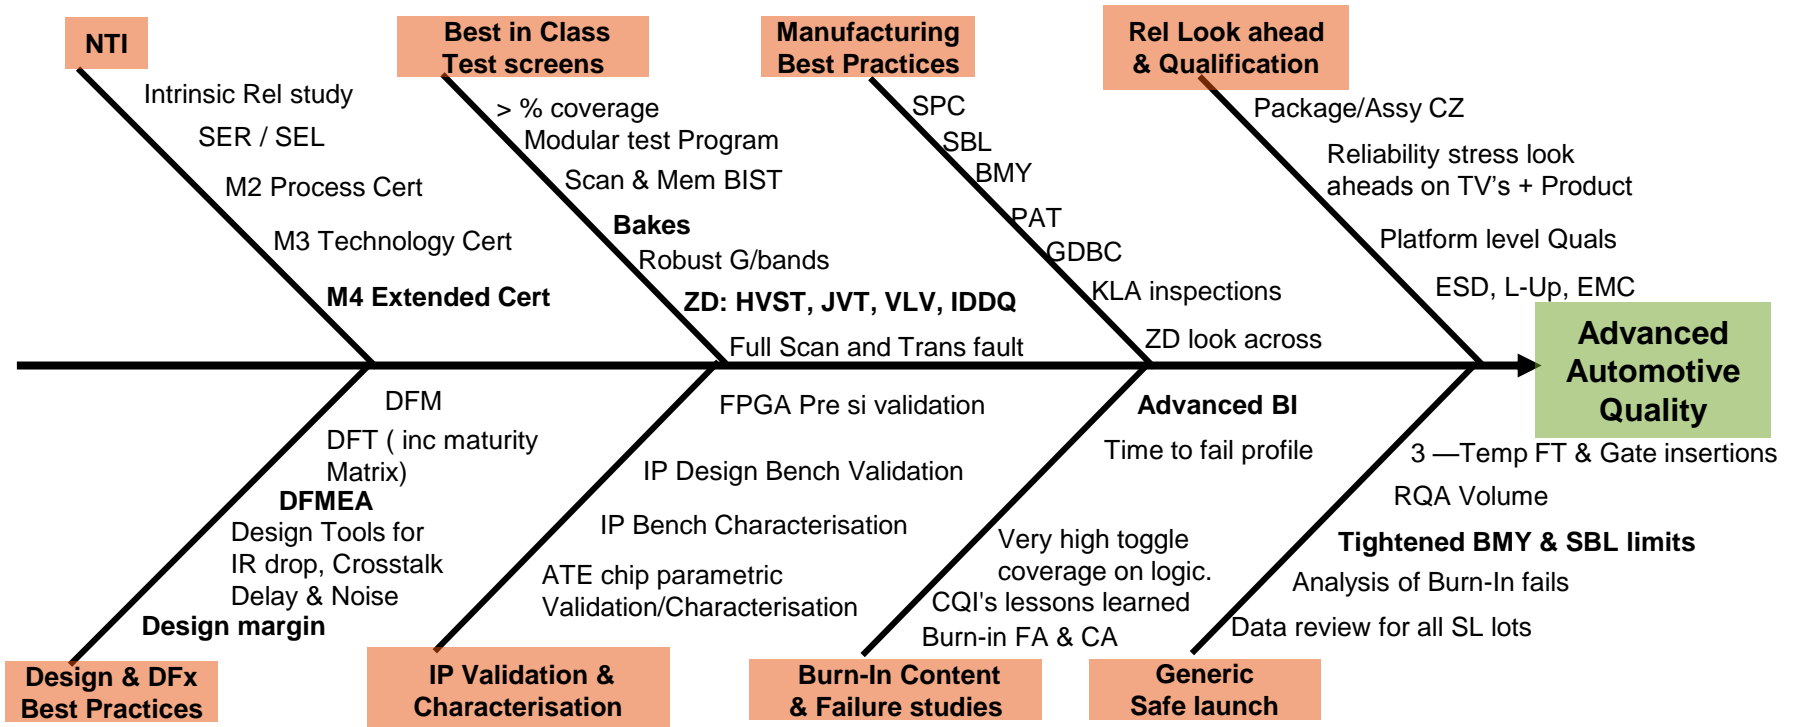 NTI
Intrinsic Rel study
SER / SEL
M2 Process Cert
M3 Technology Cert
M4 Extended Cert
Best in Class
Test screens
> % coverage
Modular test Program
Scan & Mem BIST
Bakes
Robust G/bands
ZD: HVST, JVT, VLV, IDDQ
Full Scan and Trans fault
Manufacturing
Best Practices
SPC
SBL
BMY
PAT
GDBC
KLA inspections
ZD look across
Rel Look ahead
& Qualification
Package/Assy CZ
Reliability stress look
aheads on TV's + Product
Platform level Quals
ESD, L-Up, EMC
Advanced
Automotive
Quality
DFM
DFT ( inc maturity
Matrix)
DFMEA
Design Tools for
IR drop, Crosstalk
Delay & Noise
Design margin
Design & DFx
Best Practices
FPGA Pre si validation
IP Design Bench Validation
IP Bench Characterisation
ATE chip parametric
Validation/Characterisation
IP Validation &
Characterisation
Advanced BI
Time to fail profile
Very high toggle
coverage on logic.
CQI's lessons learned
Burn-in FA & CA
Burn-In Content
& Failure studies
3 —Temp FT & Gate insertions
RQA Volume
Tightened BMY & SBL limits
Analysis of Burn-In fails
Data review for all SL lots
Generic
Safe launch